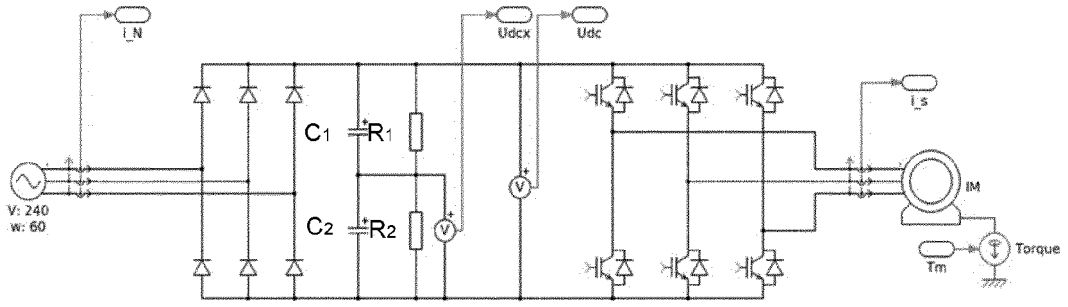 i_N
Udcx
Udc
C1
R1
i_s
V
V: 240
w: 60
IM
C2
R2
V
Tm
Torque